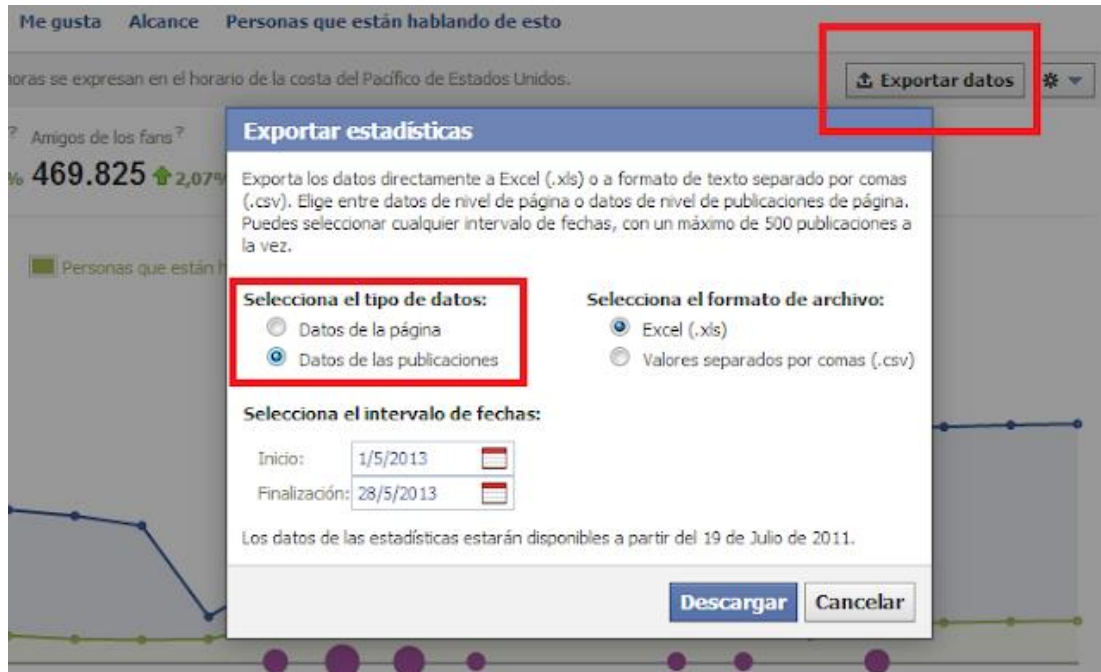 Me gusta Alcance Personas que están hablando de esto
horas se expresan en el horario de la costa del Pacífico de Estados Unidos.
Exportar datos
? Amigos de los fans?
% 469.825 2,07%
Personas que están h
Exportar estadísticas
Exporta los datos directamente a Excel (.xls) o a formato de texto separado por comas
(.csv). Elige entre datos de nivel de página o datos de nivel de publicaciones de página.
Puedes seleccionar cualquier intervalo de fechas, con un máximo de 500 publicaciones a
la vez.
Selecciona el tipo de datos:
Datos de la página
Datos de las publicaciones
Selecciona el formato de archivo:
Excel (.xls)
Valores separados por comas (.csv)
Selecciona el intervalo de fechas:
Inicio: 1/5/2013
Finalización: 28/5/2013
Los datos de las estadísticas estarán disponibles a partir del 19 de Julio de 2011.
Descargar Cancelar